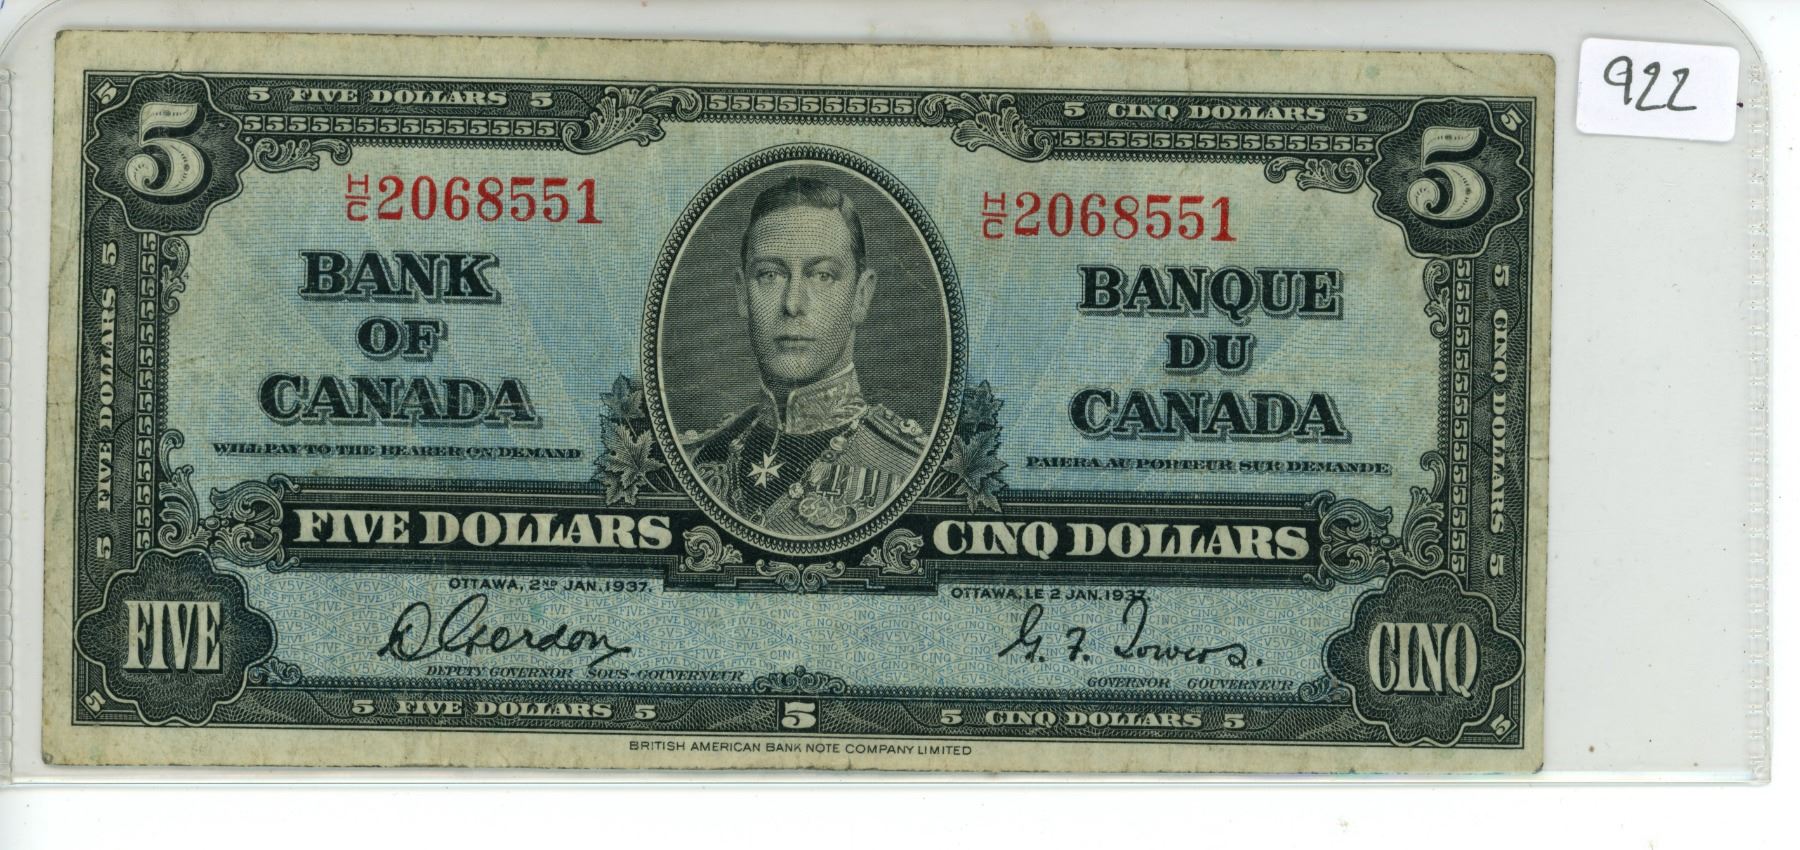 922
5 FIVE DOLLARS 5
5555555555
5 CINQ DOLLARS 5
5
555555555555555
555555555555555
5
H/C 2068551
H/C 2068551
BANK
OF
CANADA
BANQUE
DU
CANADA
WILL PAY TO THE BEARER ON DEMAND
PAIERA AU PORTEUR SUR DEMANDE
5 FIVE DOLLARS 5
5 CINQ DOLLARS 5
FIVE DOLLARS
CINQ DOLLARS
OTTAWA, 2ND JAN. 1937.
OTTAWA, LE 2 JAN. 1937.
FIVE
D Gordon
G. F. Towers.
CINQ
DEPUTY GOVERNOR SOUS-GOUVERNEUR
GOVERNOR GOUVERNEUR
5 FIVE DOLLARS 5
5
5 CINQ DOLLARS 5
BRITISH AMERICAN BANK NOTE COMPANY LIMITED